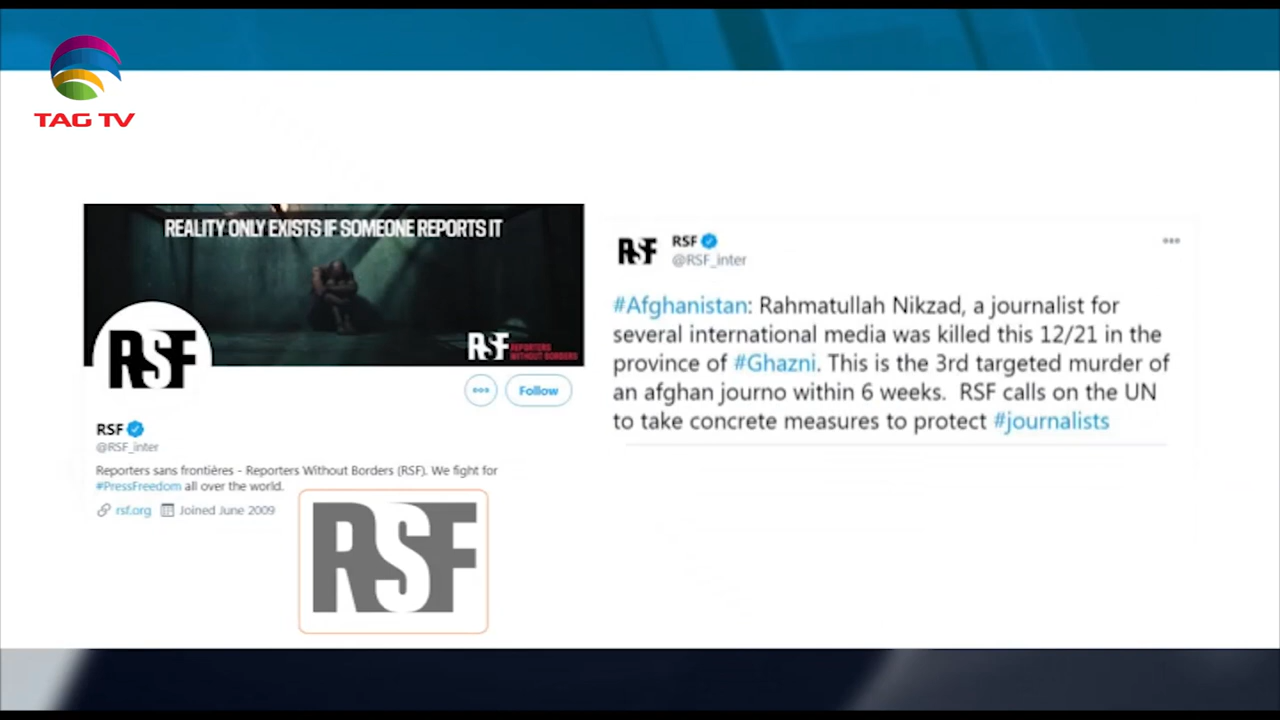 TAG TV
REALITY ONLY EXISTS IF SOMEONE REPORTS IT
RSF REPORTERS
WITHOUT BORDERS
RSF
Follow
RSF
@RSF_inter
Reporters sans frontières - Reporters Without Borders (RSF). We fight for
#PressFreedom all over the world.
rsf.org Joined June 2009
RSF
RSF RSF
@RSF_inter
#Afghanistan: Rahmatullah Nikzad, a journalist for
several international media was killed this 12/21 in the
province of #Ghazni. This is the 3rd targeted murder of
an afghan journo within 6 weeks. RSF calls on the UN
to take concrete measures to protect #journalists